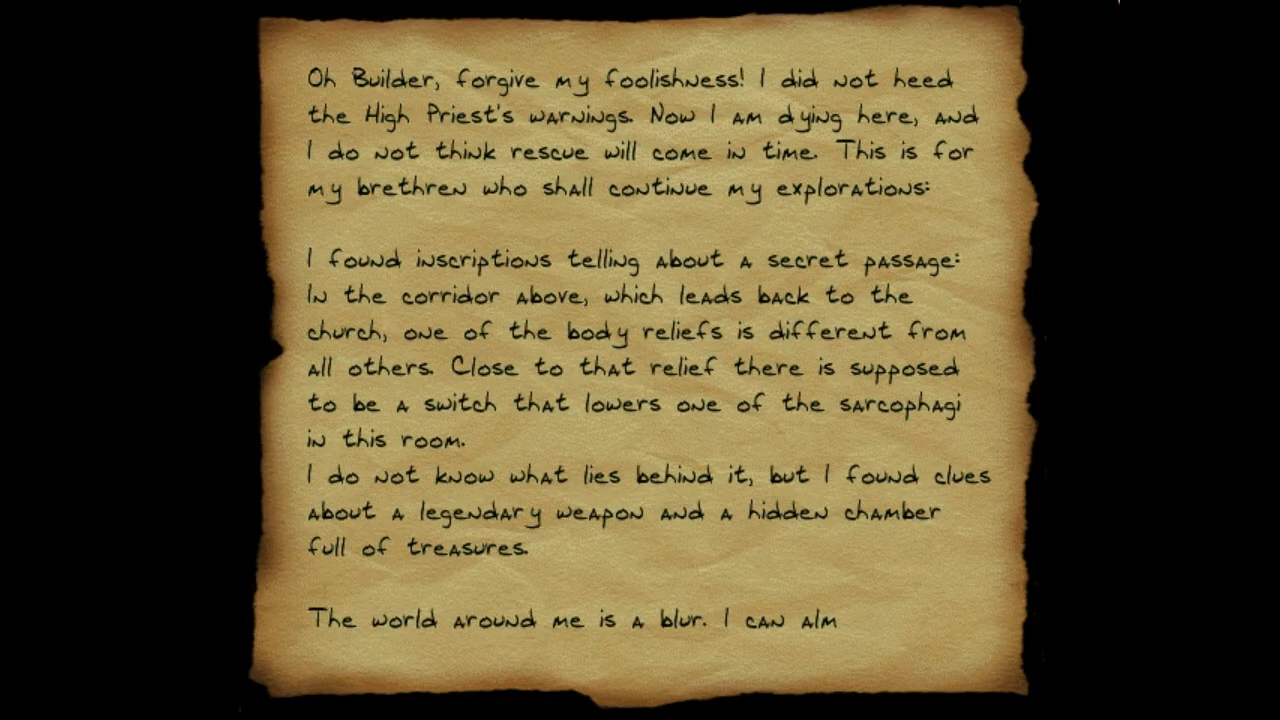 Oh Builder, forgive my foolishness! I did not heed
the High Priest's warnings. Now I am dying here, and
I do not think rescue will come in time. This is for
my brethren who shall continue my explorations:
I found inscriptions telling about a secret passage:
In the corridor above, which leads back to the
church, one of the body reliefs is different from
all others. Close to that relief there is supposed
to be a switch that lowers one of the sarcophagi
in this room.
I do not know what lies behind it, but I found clues
about a legendary weapon and a hidden chamber
full of treasures.
The world around me is a blur. I can alm